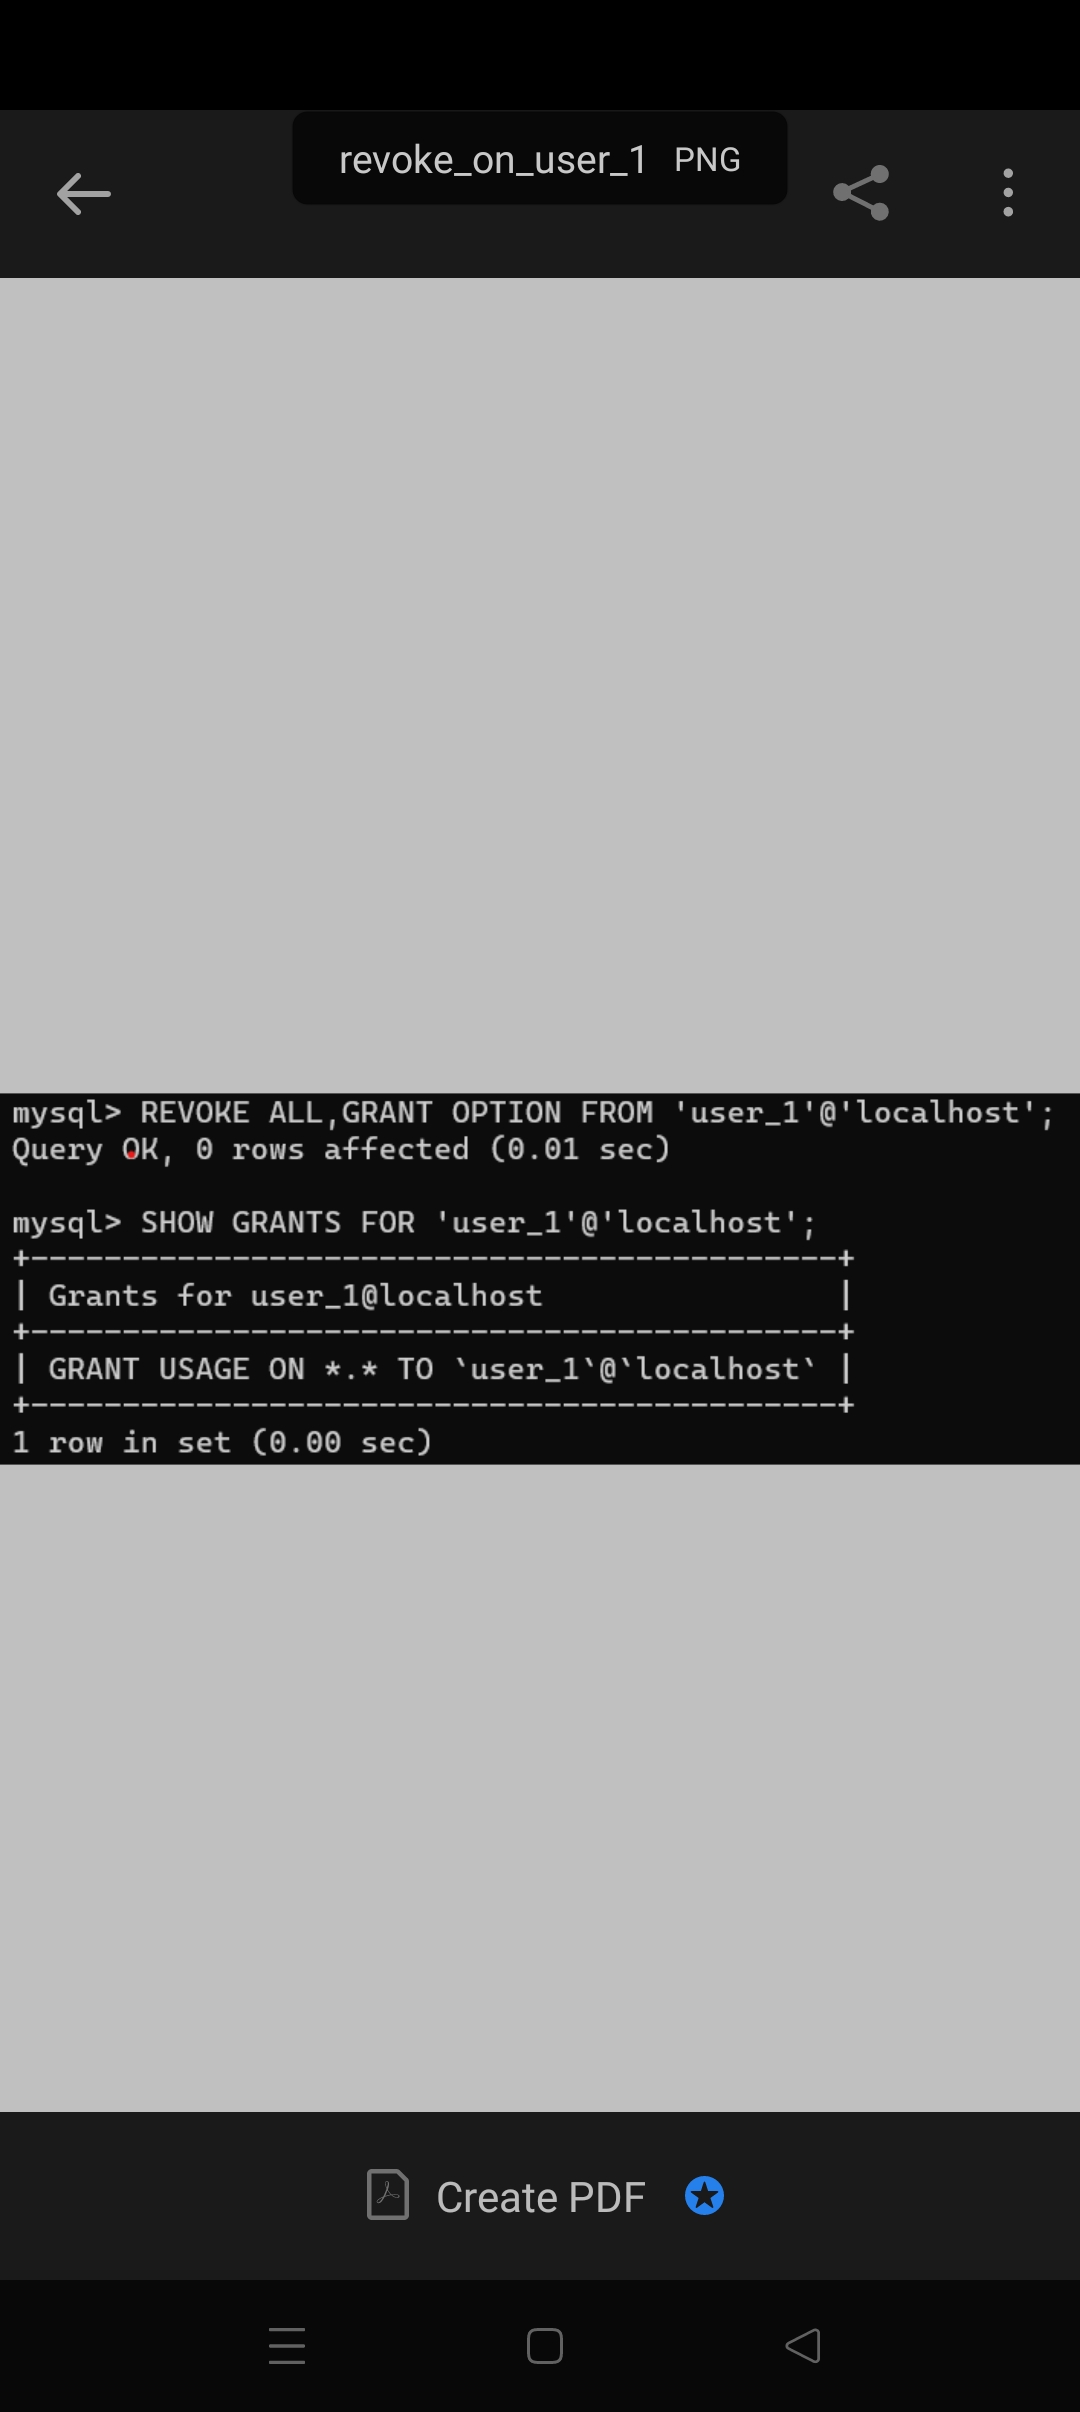 revoke_on_user_1 PNG
mysql> REVOKE ALL,GRANT OPTION FROM 'user_1'@'localhost';
Query OK, 0 rows affected (0.01 sec)
mysql> SHOW GRANTS FOR 'user_1'@'localhost';
+--------------------------------------------+
| Grants for user_1@localhost                |
+--------------------------------------------+
| GRANT USAGE ON *.* TO `user_1`@`localhost` |
+--------------------------------------------+
1 row in set (0.00 sec)
Create PDF